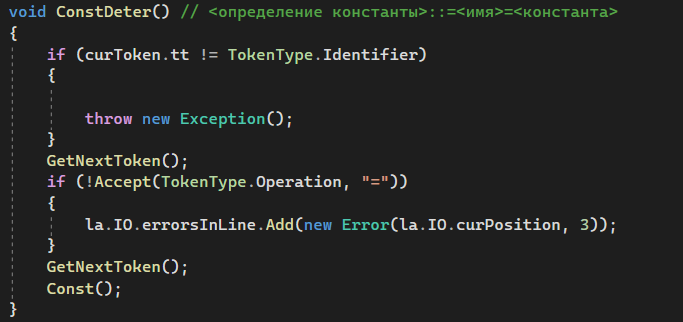 void ConstDeter() // <определение константы>::=<имя>=<константа>
{
if (curToken.tt != TokenType.Identifier)
{
throw new Exception();
}
GetNextToken();
if (!Accept(TokenType.Operation, "="))
{
la.IO.errorsInLine.Add(new Error(la.IO.curPosition, 3));
}
GetNextToken();
Const();
}